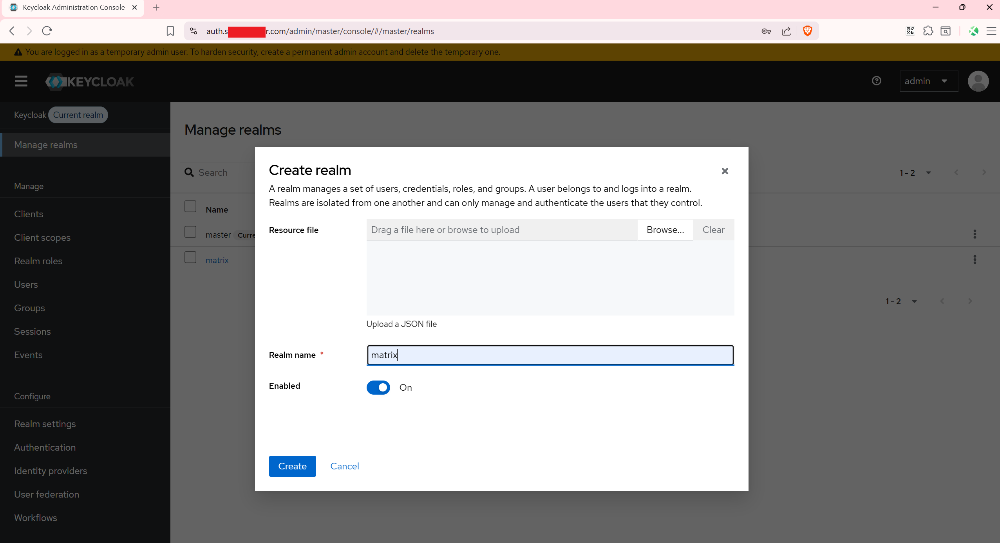 Keycloak Administration Console
auth.s r.com/admin/master/console/#/master/realms
You are logged in as a temporary admin user. To harden security, create a permanent admin account and delete the temporary one.
KEYCLOAK
admin
Keycloak Current realm
Manage realms
Manage
Clients
Client scopes
Realm roles
Users
Groups
Sessions
Events
Configure
Realm settings
Authentication
Identity providers
User federation
Workflows
Manage realms
Search
1 - 2
Name
master Curre
matrix
1 - 2
Create realm
A realm manages a set of users, credentials, roles, and groups. A user belongs to and logs into a realm.
Realms are isolated from one another and can only manage and authenticate the users that they control.
Resource file
Drag a file here or browse to upload
Browse...
Clear
Upload a JSON file
Realm name *
matrix
Enabled
On
Create
Cancel